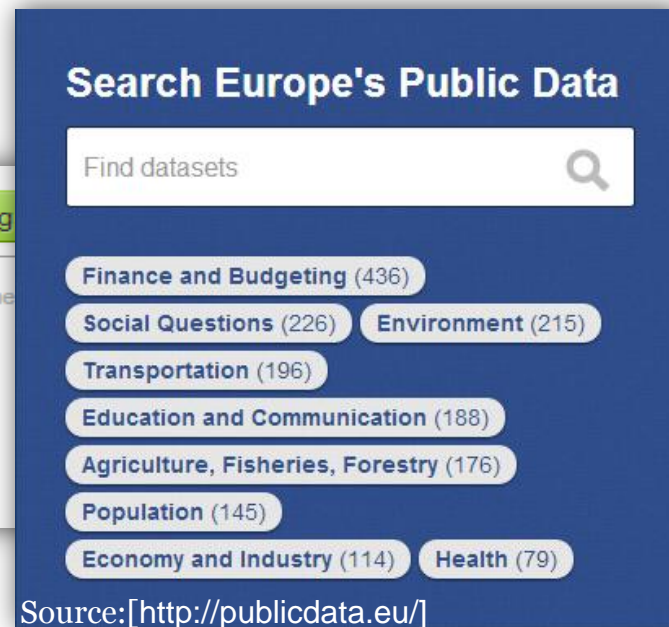 Search Europe's Public Data
Find datasets
Finance and Budgeting (436)
Social Questions (226) Environment (215)
Transportation (196)
Education and Communication (188)
Agriculture, Fisheries, Forestry (176)
Population (145)
Economy and Industry (114) Health (79)
Source:[http://publicdata.eu/]